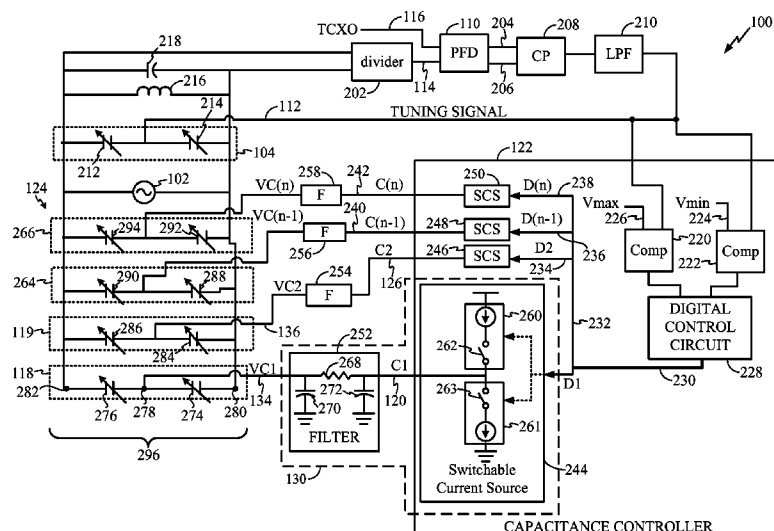 100
TCXO
116
110
204
208
210
218
divider
PFD
CP
LPF
216
202
114
206
112
TUNING SIGNAL
214
212
104
122
124
102
258
242
250
D(n)
VC(n)
F
C(n)
SCS
238
VC(n-1)
240
Vmax
Vmin
266
294
292
F
C(n-1)
248
SCS
D(n-1)
226
224
256
246
236
220
264
290
288
254
C2
SCS
D2
Comp
Comp
VC2
F
126
234
222
119
286
136
260
DIGITAL
CONTROL
CIRCUIT
284
252
262
232
118
VC1
268
C1
263
230
228
282
276
278
274
280
134
272
270
120
D1
261
FILTER
296
Switchable
Current Source
244
130
CAPACITANCE CONTROLLER